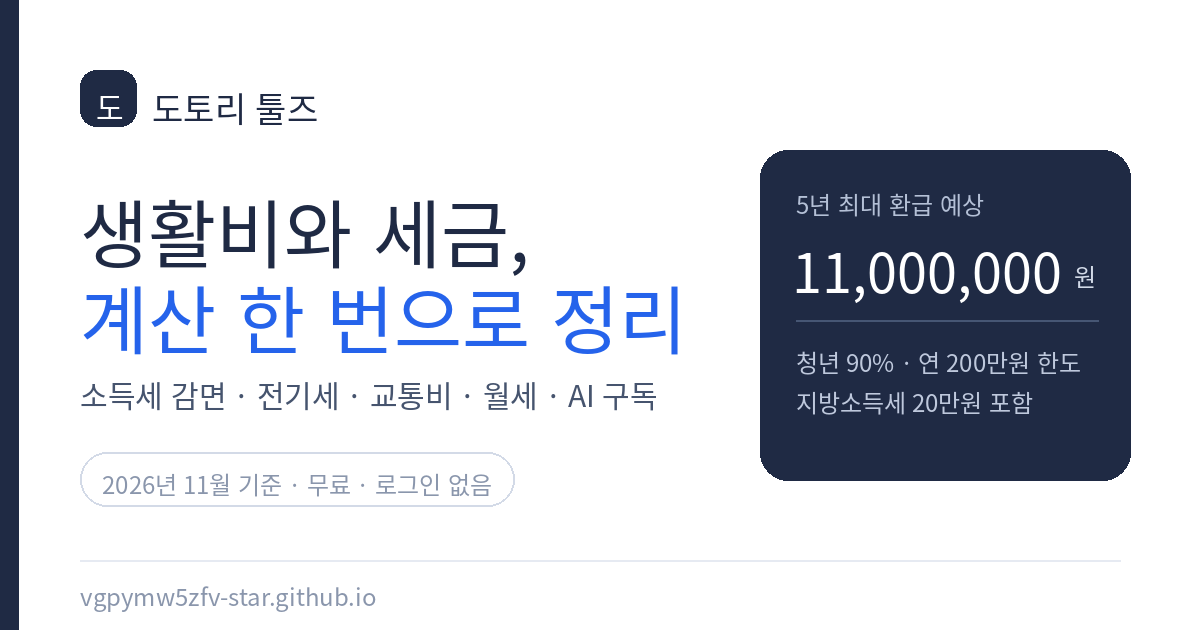 도 도토리 툴즈
생활비와 세금,
계산 한 번으로 정리
소득세 감면 · 전기세 · 교통비 · 월세 · AI 구독
2026년 11월 기준 · 무료 · 로그인 없음
5년 최대 환급 예상
11,000,000 원
청년 90% · 연 200만원 한도
지방소득세 20만원 포함
vgpymw5zfv-star.github.io